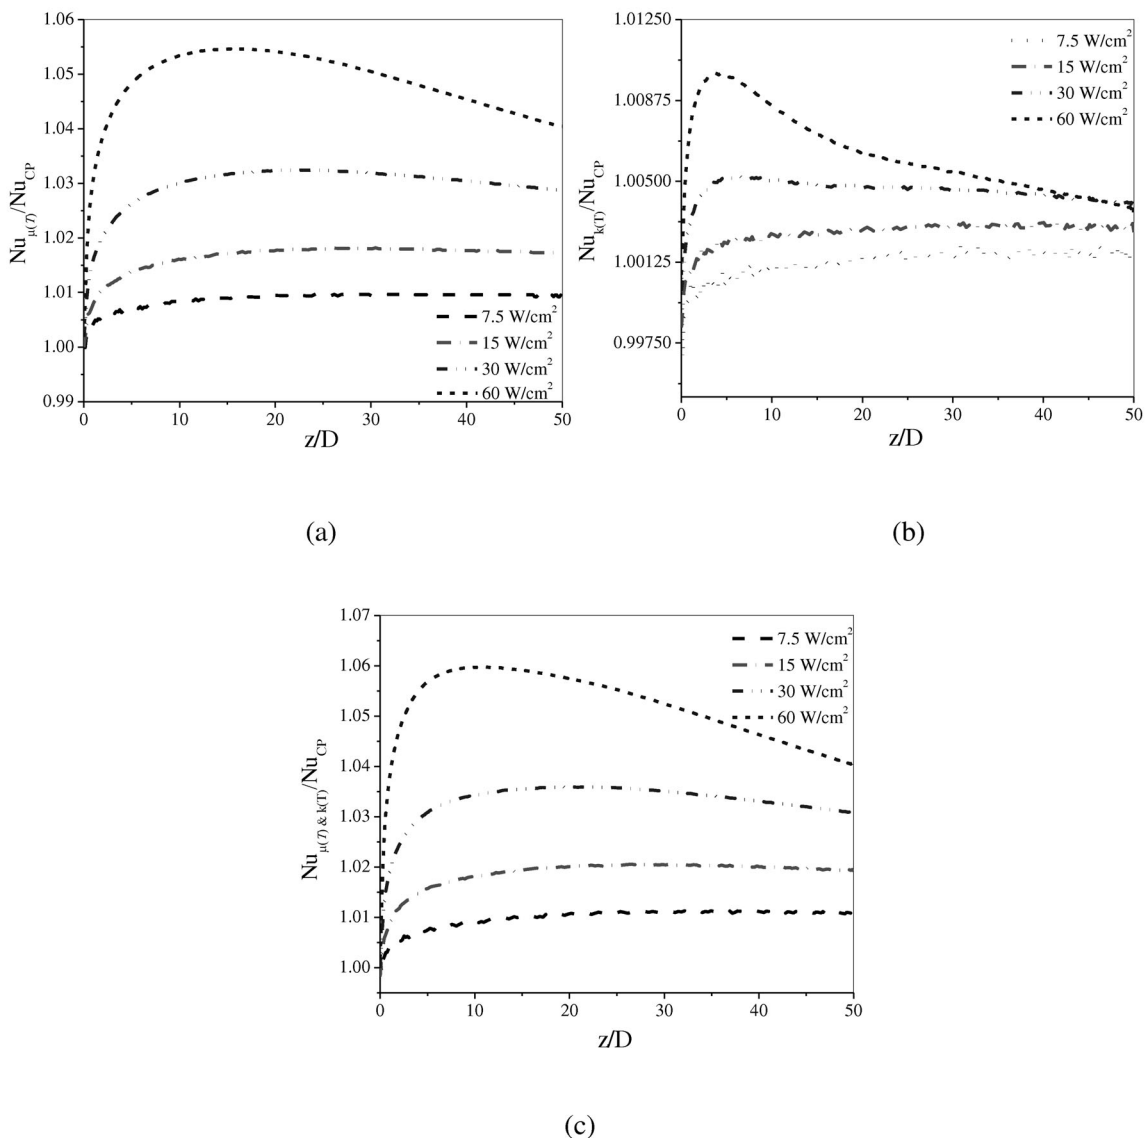 1.06
1.05
1.04
1.03
1.02
1.01
1.00
0.99
Nuμ(T)/NuCP
0 10 20 30 40 50
z/D
7.5 W/cm²
15 W/cm²
30 W/cm²
60 W/cm²
(a)
1.01250
1.00875
1.00500
1.00125
0.99750
Nuk(T)/NuCP
0 10 20 30 40 50
z/D
7.5 W/cm²
15 W/cm²
30 W/cm²
60 W/cm²
(b)
1.07
1.06
1.05
1.04
1.03
1.02
1.01
1.00
Nuμ(T) & k(T)/NuCP
0 10 20 30 40 50
z/D
7.5 W/cm²
15 W/cm²
30 W/cm²
60 W/cm²
(c)